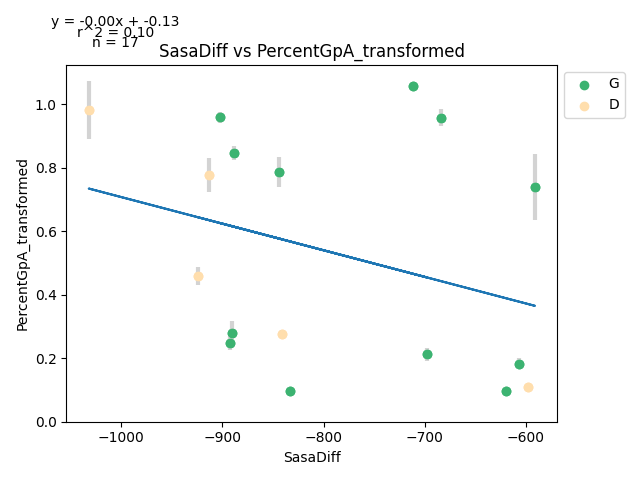 y = -0.00x + -0.13
r^2 = 0.10
n = 17
SasaDiff vs PercentGpA_transformed
G
D
PercentGpA_transformed
1.0
0.8
0.6
0.4
0.2
0.0
−1000 −900 −800 −700 −600
SasaDiff